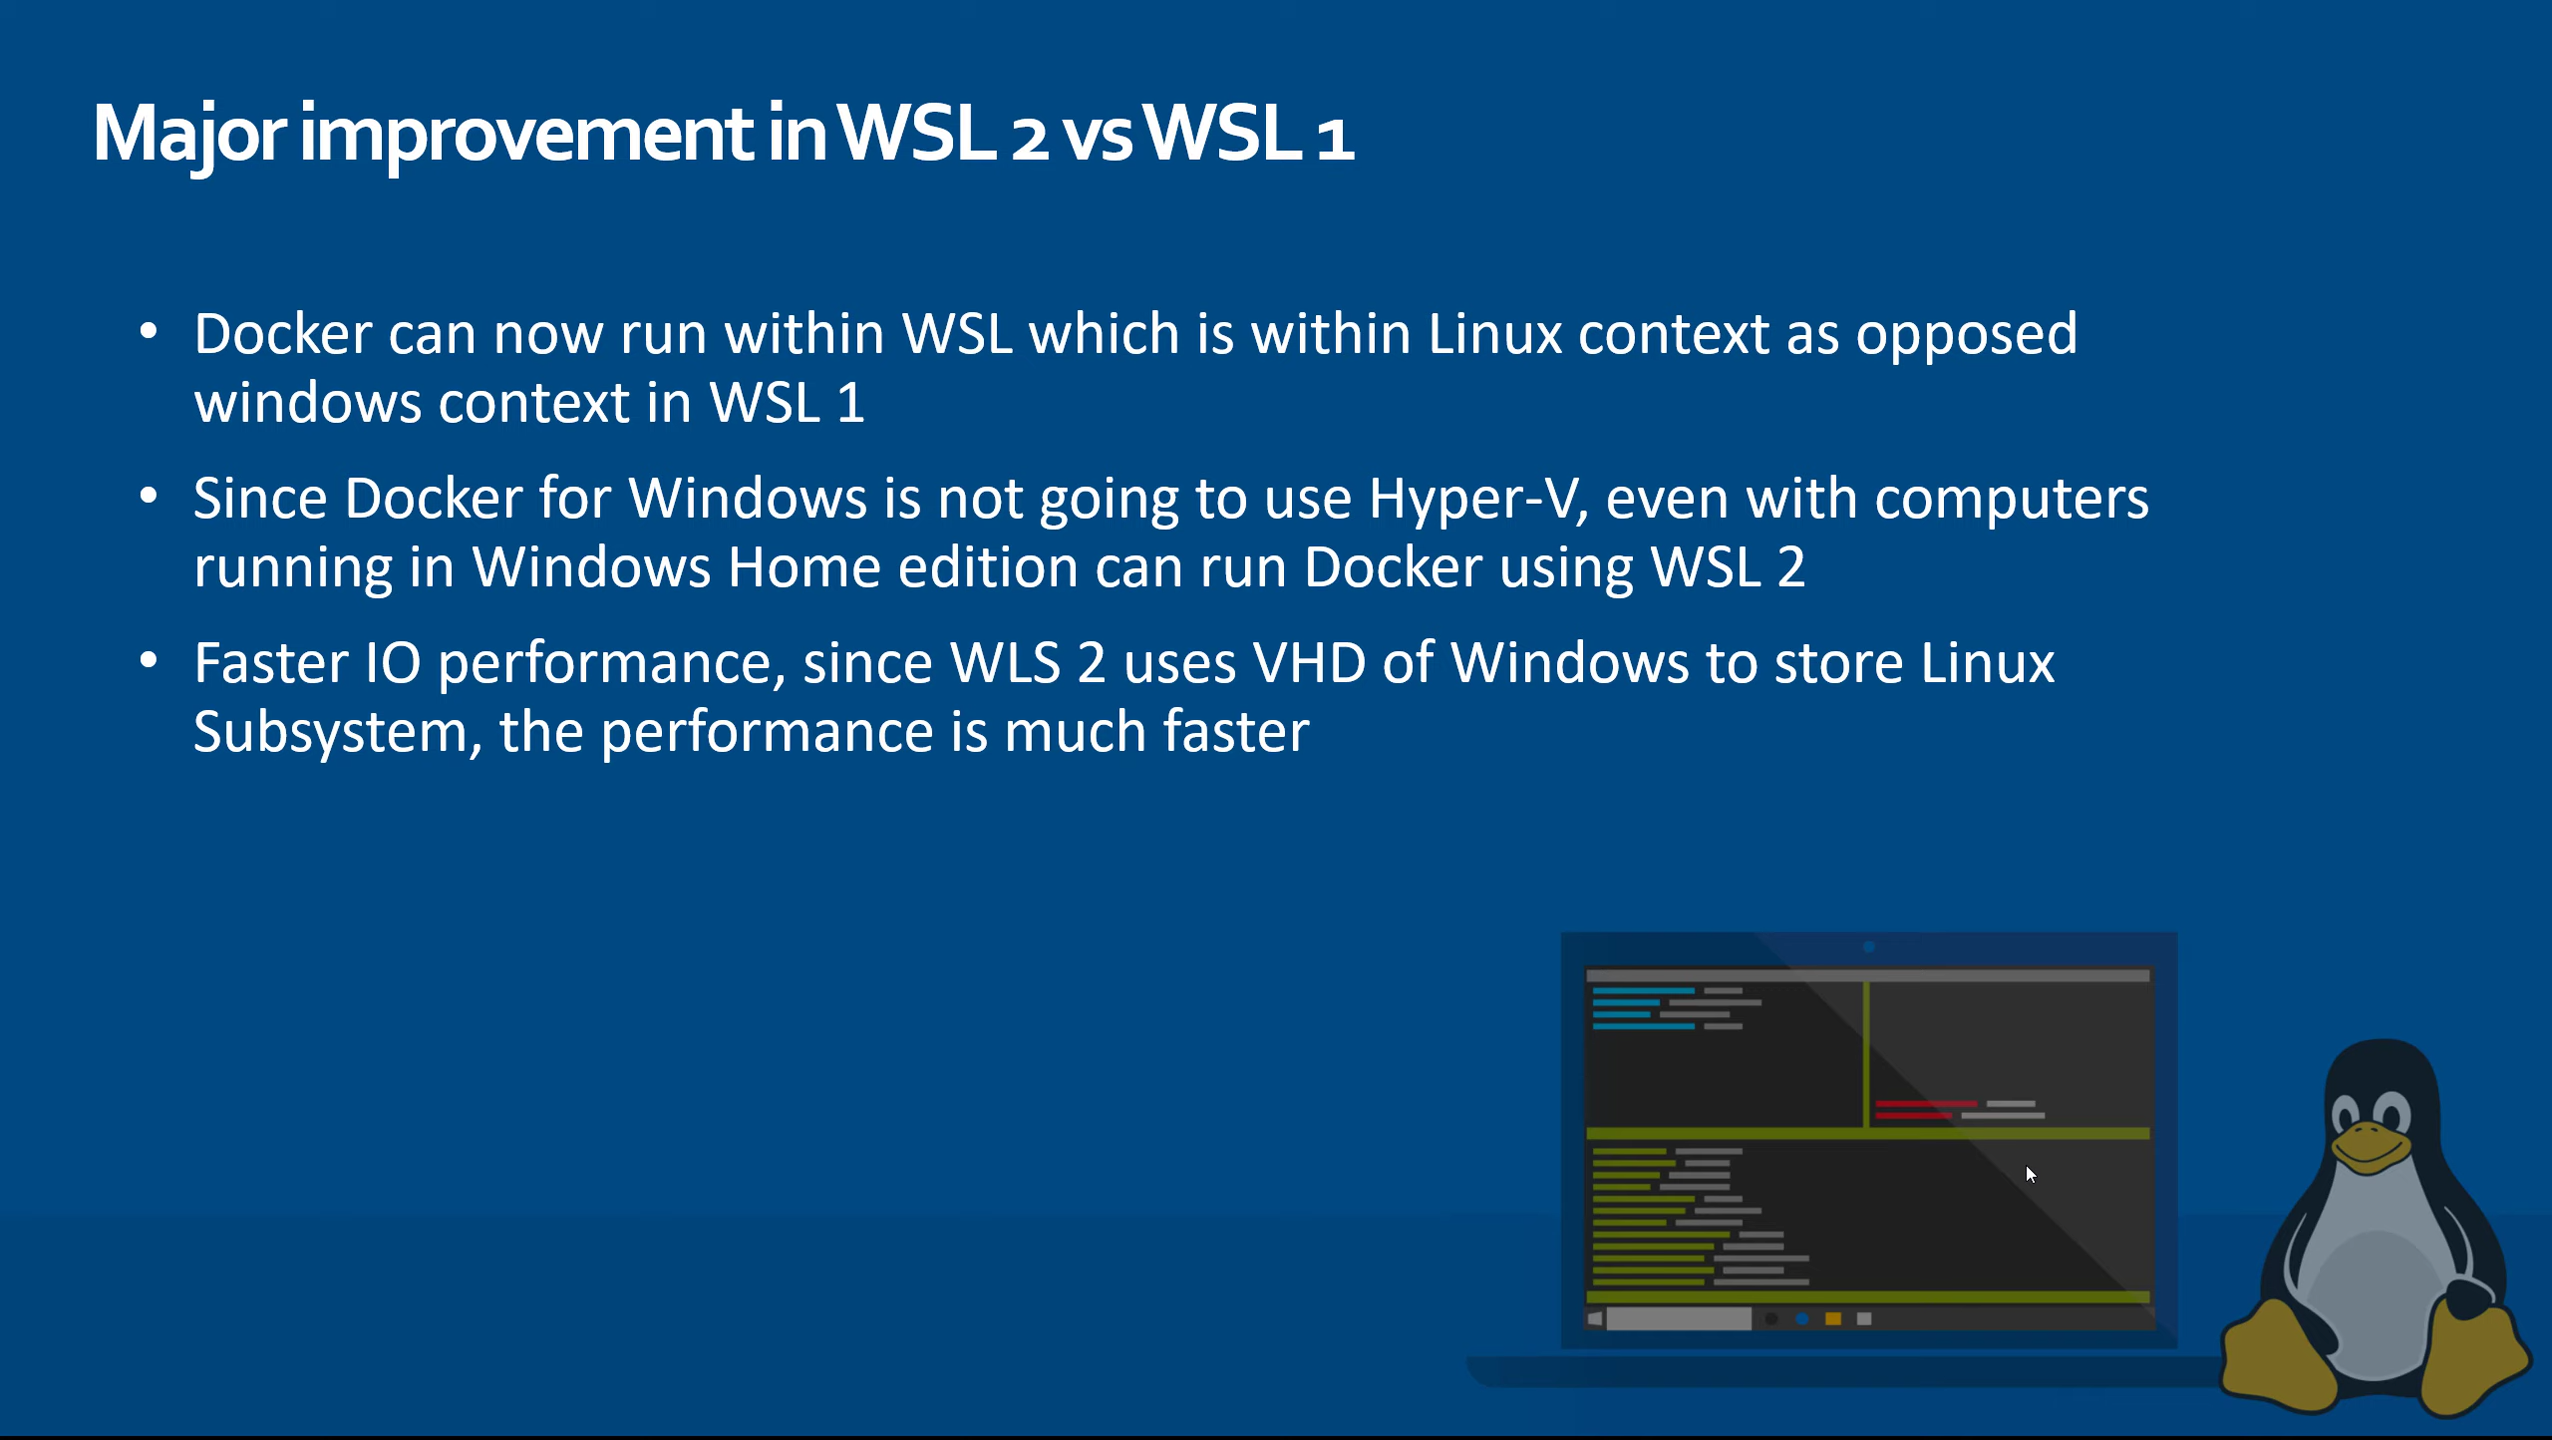 Major improvement in WSL 2 vs WSL 1
• Docker can now run within WSL which is within Linux context as opposed
windows context in WSL 1
• Since Docker for Windows is not going to use Hyper-V, even with computers
running in Windows Home edition can run Docker using WSL 2
• Faster IO performance, since WLS 2 uses VHD of Windows to store Linux
Subsystem, the performance is much faster